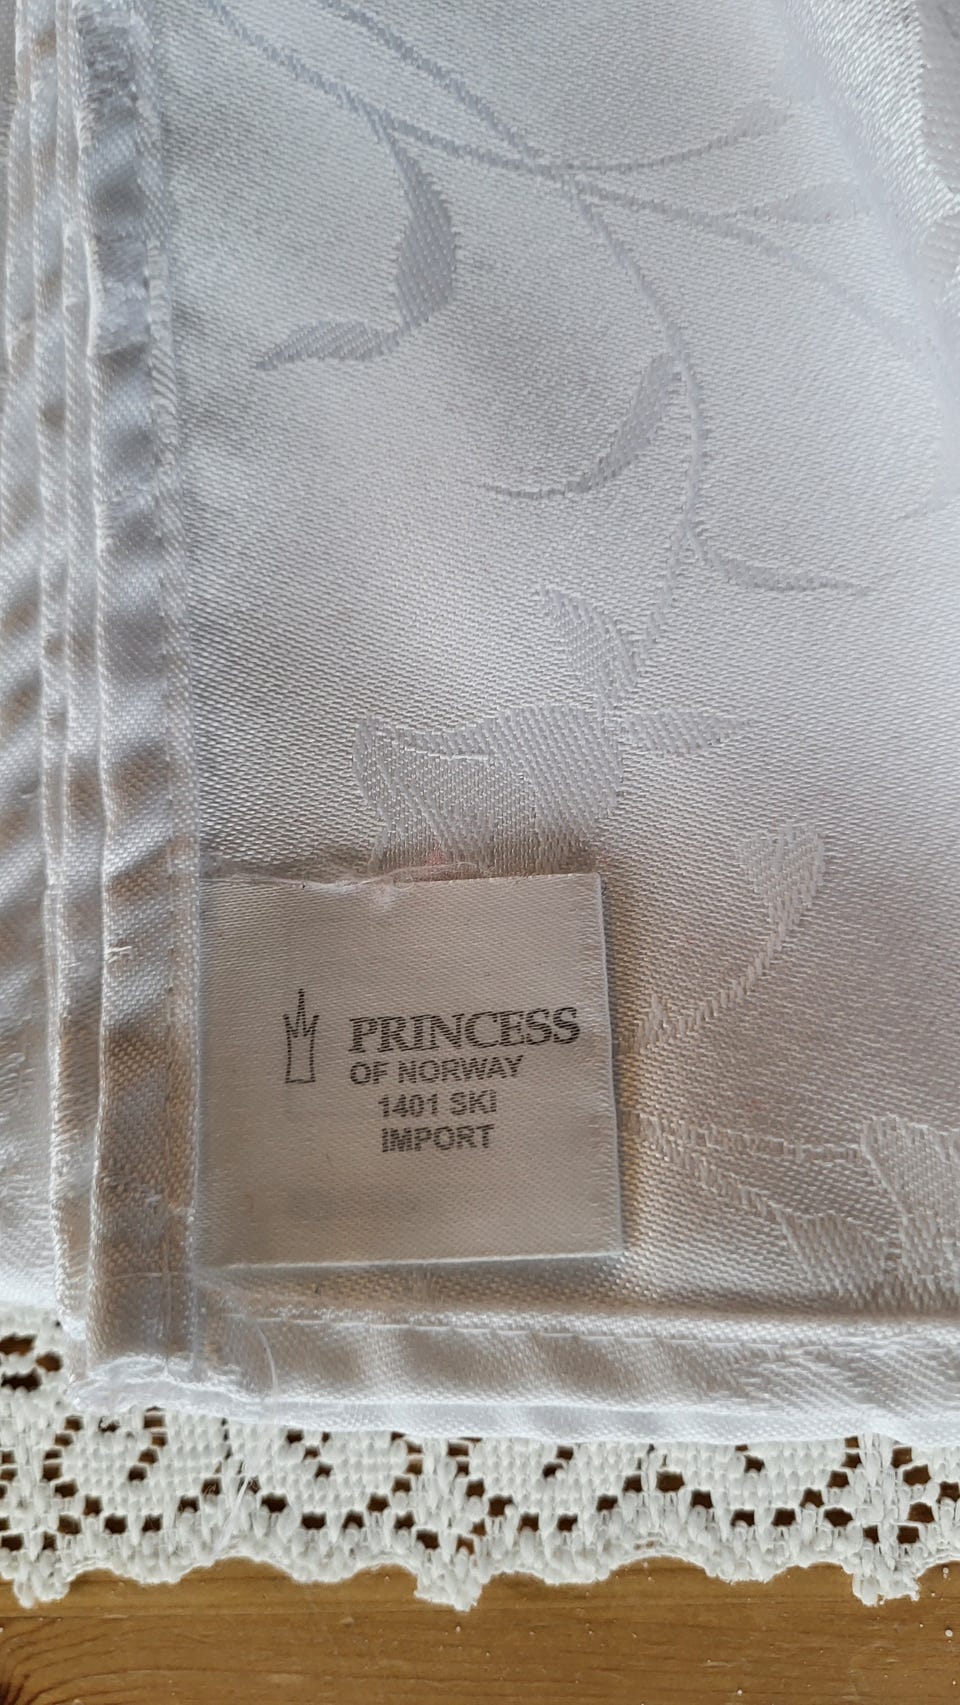 PRINCESS
OF NORWAY
1401 SKI
IMPORT